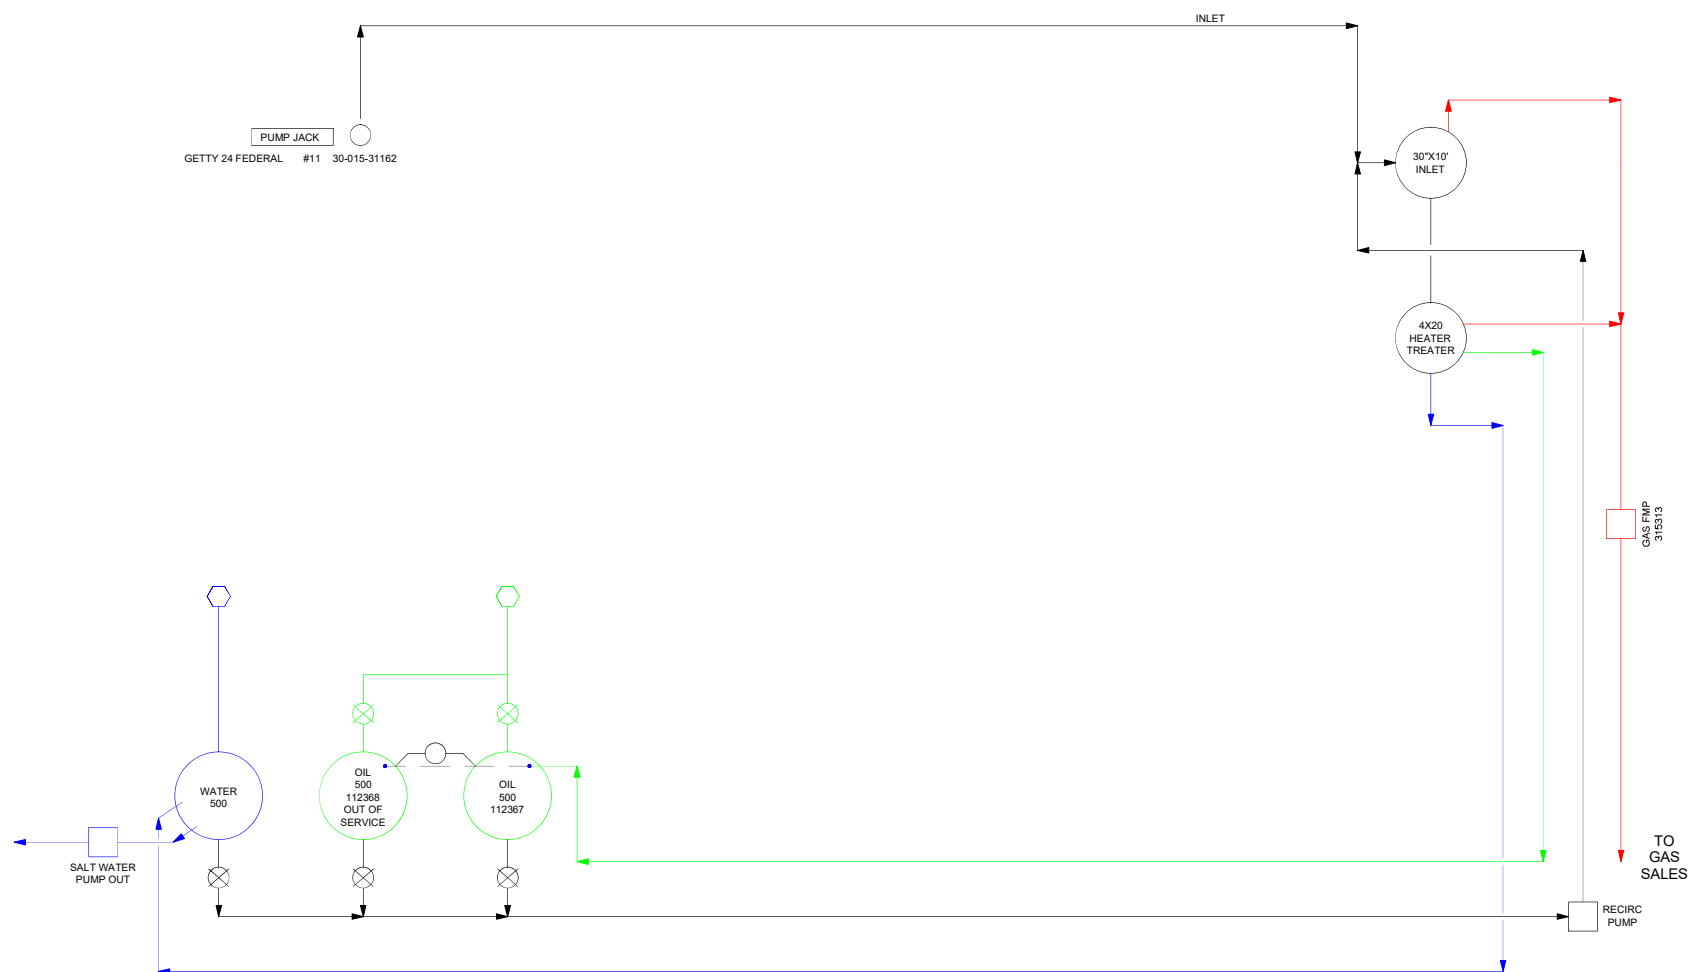 INLET
PUMP JACK
GETTY 24 FEDERAL #11 30-015-31162
30"X10'
INLET
4X20
HEATER
TREATER
GAS FMP
315313
WATER
500
OIL
500
112368
OUT OF
SERVICE
OIL
500
112367
SALT WATER
PUMP OUT
TO
GAS
SALES
RECIRC
PUMP